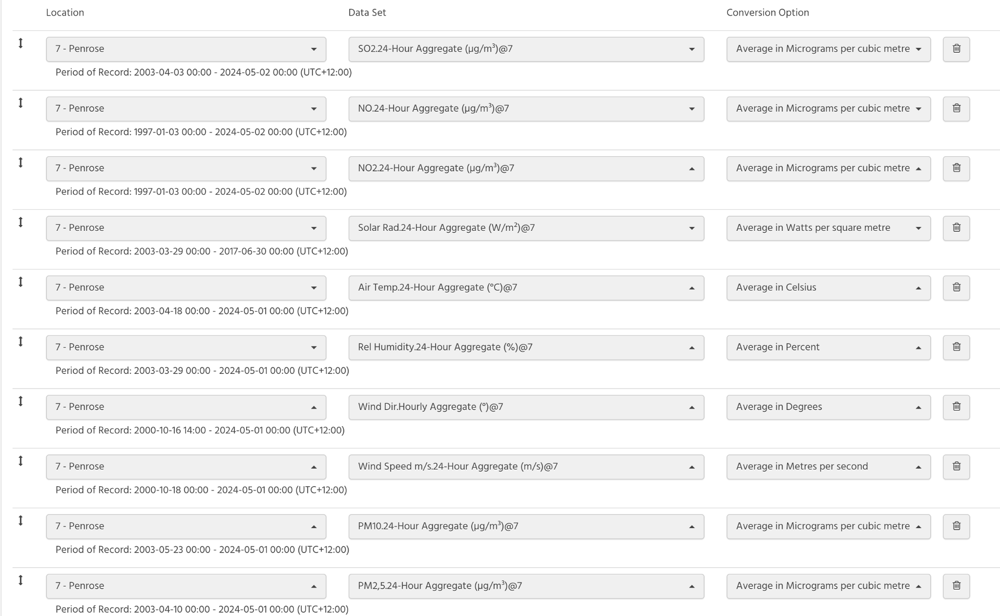 Location Data Set Conversion Option
7 - Penrose SO2.24-Hour Aggregate (µg/m³)@7 Average in Micrograms per cubic metre
Period of Record: 2003-04-03 00:00 - 2024-05-02 00:00 (UTC+12:00)
7 - Penrose NO.24-Hour Aggregate (µg/m³)@7 Average in Micrograms per cubic metre
Period of Record: 1997-01-03 00:00 - 2024-05-02 00:00 (UTC+12:00)
7 - Penrose NO2.24-Hour Aggregate (µg/m³)@7 Average in Micrograms per cubic metre
Period of Record: 1997-01-03 00:00 - 2024-05-02 00:00 (UTC+12:00)
7 - Penrose Solar Rad.24-Hour Aggregate (W/m²)@7 Average in Watts per square metre
Period of Record: 2003-03-29 00:00 - 2017-06-30 00:00 (UTC+12:00)
7 - Penrose Air Temp.24-Hour Aggregate (°C)@7 Average in Celsius
Period of Record: 2003-04-18 00:00 - 2024-05-01 00:00 (UTC+12:00)
7 - Penrose Rel Humidity.24-Hour Aggregate (%)@7 Average in Percent
Period of Record: 2003-03-29 00:00 - 2024-05-01 00:00 (UTC+12:00)
7 - Penrose Wind Dir.Hourly Aggregate (°)@7 Average in Degrees
Period of Record: 2000-10-16 14:00 - 2024-05-01 00:00 (UTC+12:00)
7 - Penrose Wind Speed m/s.24-Hour Aggregate (m/s)@7 Average in Metres per second
Period of Record: 2000-10-18 00:00 - 2024-05-01 00:00 (UTC+12:00)
7 - Penrose PM10.24-Hour Aggregate (µg/m³)@7 Average in Micrograms per cubic metre
Period of Record: 2003-05-23 00:00 - 2024-05-01 00:00 (UTC+12:00)
7 - Penrose PM2,5.24-Hour Aggregate (µg/m³)@7 Average in Micrograms per cubic metre
Period of Record: 2003-04-10 00:00 - 2024-05-01 00:00 (UTC+12:00)